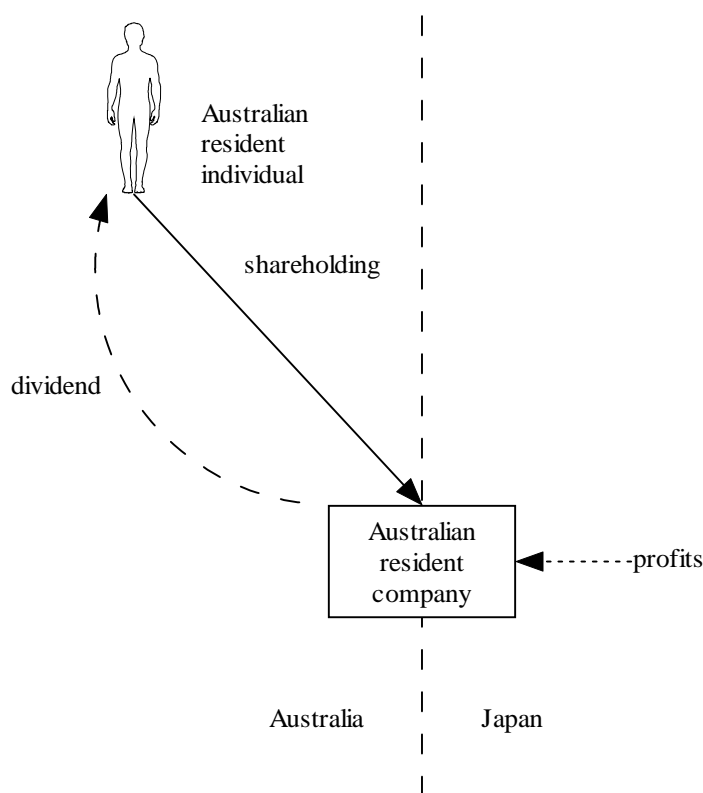 Australian
resident
individual
shareholding
dividend
Australian
resident
company
profits
Australia
Japan